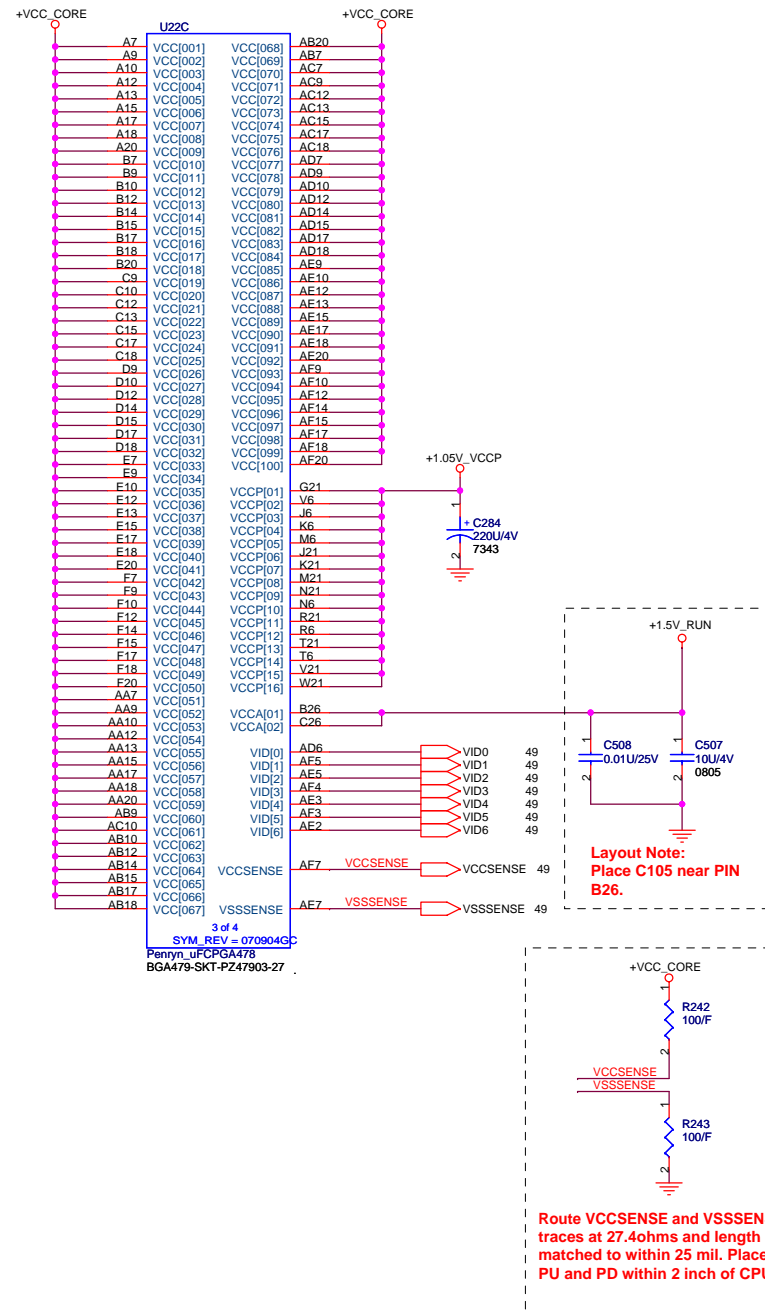 +VCC_CORE +VCC_CORE
U22C
A7 VCC[001] VCC[068] AB20
A9 VCC[002] VCC[069] AB7
A10 VCC[003] VCC[070] AC7
A12 VCC[004] VCC[071] AC9
A13 VCC[005] VCC[072] AC12
A15 VCC[006] VCC[073] AC13
A17 VCC[007] VCC[074] AC15
A18 VCC[008] VCC[075] AC17
A20 VCC[009] VCC[076] AC18
B7 VCC[010] VCC[077] AD7
B9 VCC[011] VCC[078] AD9
B10 VCC[012] VCC[079] AD10
B12 VCC[013] VCC[080] AD12
B14 VCC[014] VCC[081] AD14
B15 VCC[015] VCC[082] AD15
B17 VCC[016] VCC[083] AD17
B18 VCC[017] VCC[084] AD18
B20 VCC[018] VCC[085] AE9
C9 VCC[019] VCC[086] AE10
C10 VCC[020] VCC[087] AE12
C12 VCC[021] VCC[088] AE13
C13 VCC[022] VCC[089] AE15
C15 VCC[023] VCC[090] AE17
C17 VCC[024] VCC[091] AE18
C18 VCC[025] VCC[092] AE20
D9 VCC[026] VCC[093] AF9
D10 VCC[027] VCC[094] AF10
D12 VCC[028] VCC[095] AF12
D14 VCC[029] VCC[096] AF14
D15 VCC[030] VCC[097] AF15
D17 VCC[031] VCC[098] AF17
D18 VCC[032] VCC[099] AF18
E7 VCC[033] VCC[100] AF20
E9 VCC[034]
E10 VCC[035] VCCP[01] G21
E12 VCC[036] VCCP[02] V6
E13 VCC[037] VCCP[03] J6
E15 VCC[038] VCCP[04] K6
E17 VCC[039] VCCP[05] M6
E18 VCC[040] VCCP[06] J21
E20 VCC[041] VCCP[07] K21
F7 VCC[042] VCCP[08] M21
F9 VCC[043] VCCP[09] N21
F10 VCC[044] VCCP[10] N6
F12 VCC[045] VCCP[11] R21
F14 VCC[046] VCCP[12] R6
F15 VCC[047] VCCP[13] T21
F17 VCC[048] VCCP[14] T6
F18 VCC[049] VCCP[15] V21
F20 VCC[050] VCCP[16] W21
AA7 VCC[051]
AA9 VCC[052] VCCA[01] B26
AA10 VCC[053] VCCA[02] C26
AA12 VCC[054]
AA13 VCC[055] VID[0] AD6 VID0 49
AA15 VCC[056] VID[1] AF5 VID1 49
AA17 VCC[057] VID[2] AE5 VID2 49
AA18 VCC[058] VID[3] AF4 VID3 49
AA20 VCC[059] VID[4] AE3 VID4 49
AB9 VCC[060] VID[5] AF3 VID5 49
AC10 VCC[061] VID[6] AE2 VID6 49
AB10 VCC[062]
AB12 VCC[063]
AB14 VCC[064] VCCSENSE AF7 VCCSENSE VCCSENSE 49
AB15 VCC[065]
AB17 VCC[066]
AB18 VCC[067] VSSSENSE AE7 VSSSENSE VSSSENSE 49
3 of 4
SYM_REV = 070904GC
Penryn_uFCPGA478
BGA479-SKT-PZ47903-27 .
+1.05V_VCCP
1
+ C284
220U/4V
7343
2
+1.5V_RUN
1 1
C508 C507
0.01U/25V 10U/4V
2 2 0805
Layout Note:
Place C105 near PIN
B26.
+VCC_CORE
1
R242
100/F
2
VCCSENSE
VSSSENSE
1
R243
100/F
2
Route VCCSENSE and VSSSEN
traces at 27.4ohms and length
matched to within 25 mil. Place
PU and PD within 2 inch of CPU